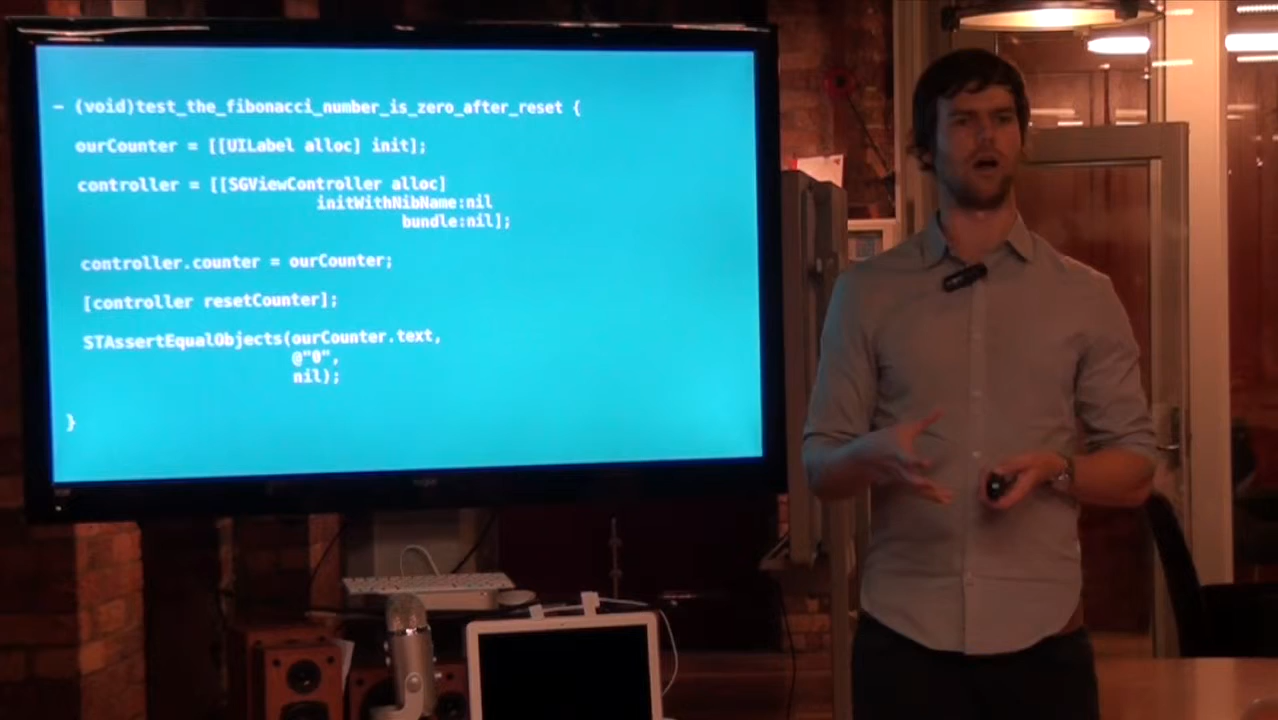 - (void)test_the_fibonacci_number_is_zero_after_reset {
ourCounter = [[UILabel alloc] init];
controller = [[SGViewController alloc]
initWithNibName:nil
bundle:nil];
controller.counter = ourCounter;
[controller resetCounter];
STAssertEqualObjects(ourCounter.text,
@"0",
nil);
}